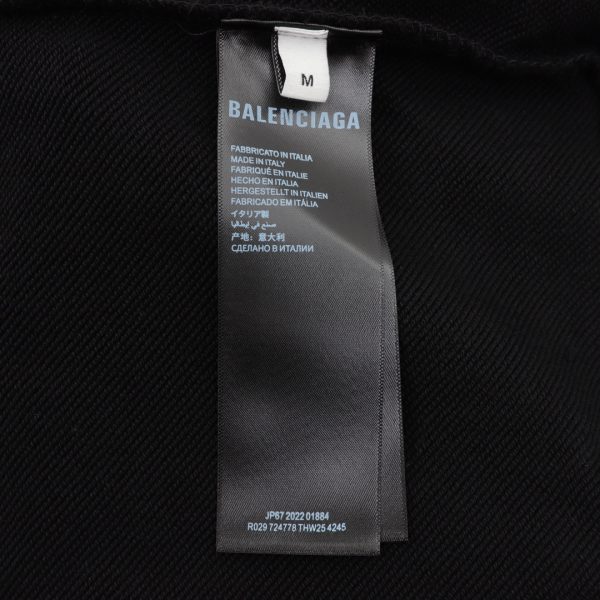 M
BALENCIAGA
FABBRICATO IN ITALIA
MADE IN ITALY
FABRIQUÉ EN ITALIE
HECHO EN ITALIA
HERGESTELLT IN ITALIEN
FABRICADO EM ITÁLIA
イタリア製
صنع في إيطاليا
产地：意大利
СДЕЛАНО В ИТАЛИИ
JP67 2022 01884
R029 724778 THW25 4245